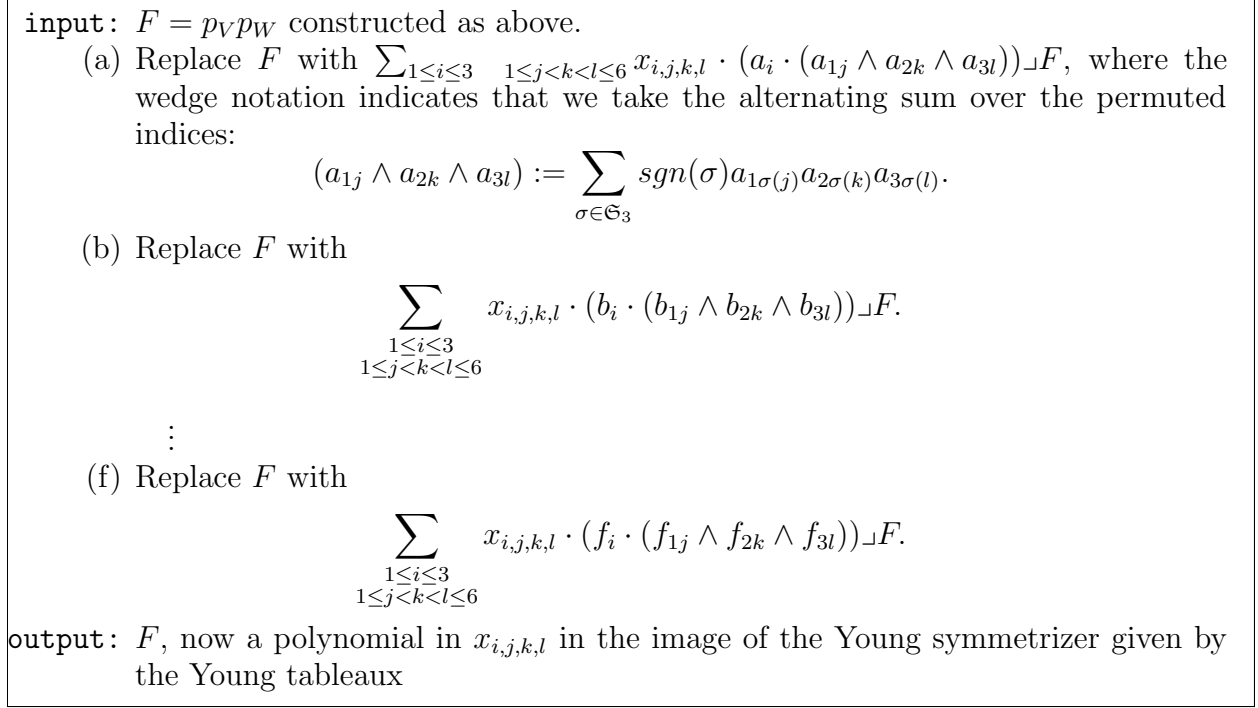 input: F = p_V p_W constructed as above.
(a) Replace F with ∑_{1≤i≤3 1≤j<k<l≤6} x_{i,j,k,l} · (a_i · (a_{1j} ∧ a_{2k} ∧ a_{3l}))⌟F, where the
wedge notation indicates that we take the alternating sum over the permuted
indices:
(a_{1j} ∧ a_{2k} ∧ a_{3l}) := ∑_{σ∈𝔖_3} sgn(σ)a_{1σ(j)}a_{2σ(k)}a_{3σ(l)}.
(b) Replace F with
∑_{1≤i≤3 1≤j<k<l≤6} x_{i,j,k,l} · (b_i · (b_{1j} ∧ b_{2k} ∧ b_{3l}))⌟F.
⋮
(f) Replace F with
∑_{1≤i≤3 1≤j<k<l≤6} x_{i,j,k,l} · (f_i · (f_{1j} ∧ f_{2k} ∧ f_{3l}))⌟F.
output: F, now a polynomial in x_{i,j,k,l} in the image of the Young symmetrizer given by
the Young tableaux